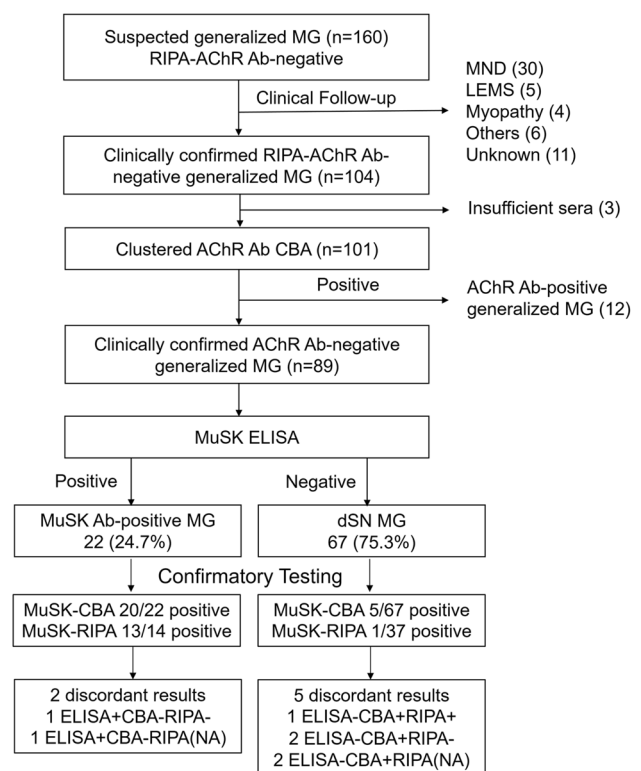 Suspected generalized MG (n=160)
RIPA-AChR Ab-negative
Clinical Follow-up
MND (30)
LEMS (5)
Myopathy (4)
Others (6)
Unknown (11)
Clinically confirmed RIPA-AChR Ab-
negative generalized MG (n=104)
Insufficient sera (3)
Clustered AChR Ab CBA (n=101)
Positive
AChR Ab-positive
generalized MG (12)
Clinically confirmed AChR Ab-negative
generalized MG (n=89)
MuSK ELISA
Positive
Negative
MuSK Ab-positive MG
22 (24.7%)
dSN MG
67 (75.3%)
Confirmatory Testing
MuSK-CBA 20/22 positive
MuSK-RIPA 13/14 positive
MuSK-CBA 5/67 positive
MuSK-RIPA 1/37 positive
2 discordant results
1 ELISA+CBA-RIPA-
1 ELISA+CBA-RIPA(NA)
5 discordant results
1 ELISA-CBA+RIPA+
2 ELISA-CBA+RIPA-
2 ELISA-CBA+RIPA(NA)